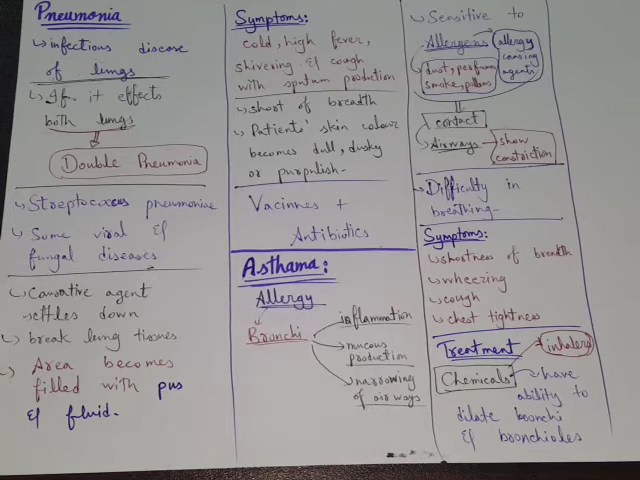 Pneumonia
infectious disease
of lungs
If it effects
both lungs
Double Pneumonia
Streptococcus pneumoniae
Some viral &
fungal diseases
Causative agent
settles down
break lung tissues
Area becomes
filled with pus
& fluid.
Symptoms:
cold, high fever,
shivering & cough
with sputum production
short of breadth
Patients' skin colour
becomes dull, dusky
or purplish.
Vacinnes +
Antibiotics
Asthama:
Allergy
Bronchi
inflammation
mucous
production
narrowing
of airways
Sensitive to
Allergens
allergy
causing
agents
dust, perfume
smoke, pollens
contact
Airways
show
constriction
Difficulty in
breathing.
Symptoms:
shortness of breadth
wheezing
cough
chest tightness
Treatment
inhalers
Chemicals
have
ability to
dilate bronchi
& bronchioles